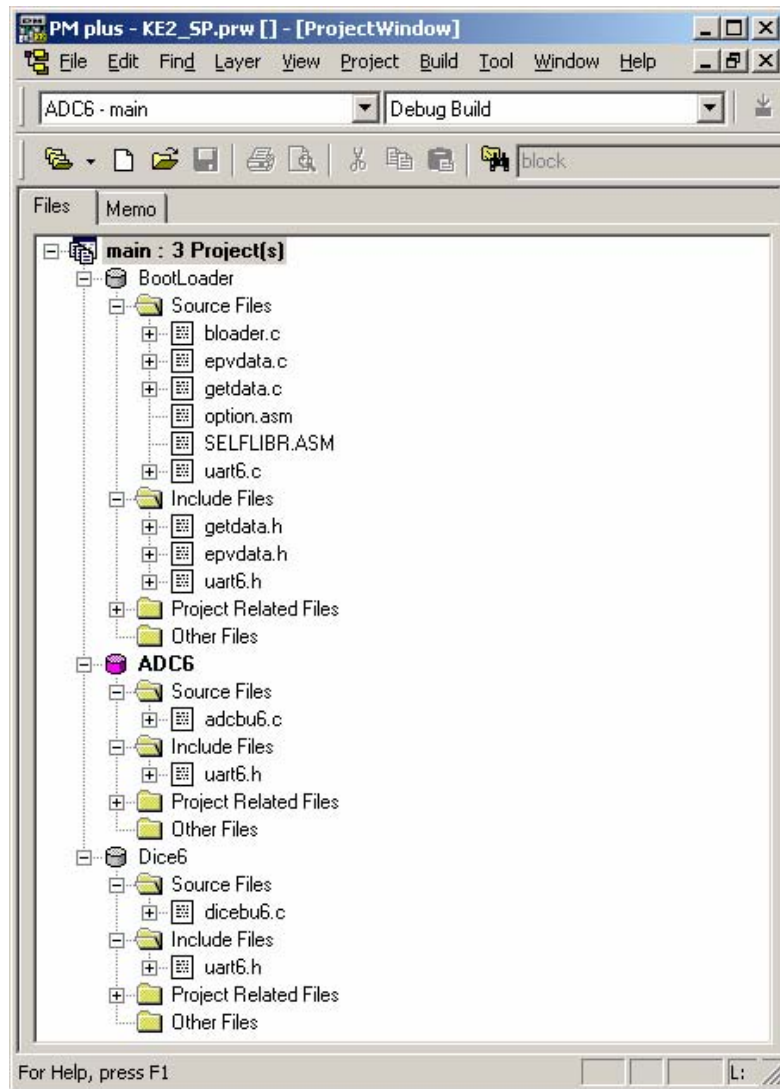 PM plus - KE2_SP.prw [] - [ProjectWindow]
File Edit Find Layer View Project Build Tool Window Help
ADC6 - main Debug Build
block
Files Memo
main : 3 Project(s)
BootLoader
Source Files
bloader.c
epvdata.c
getdata.c
option.asm
SELFLIBR.ASM
uart6.c
Include Files
getdata.h
epvdata.h
uart6.h
Project Related Files
Other Files
ADC6
Source Files
adcbu6.c
Include Files
uart6.h
Project Related Files
Other Files
Dice6
Source Files
dicebu6.c
Include Files
uart6.h
Project Related Files
Other Files
For Help, press F1 L: